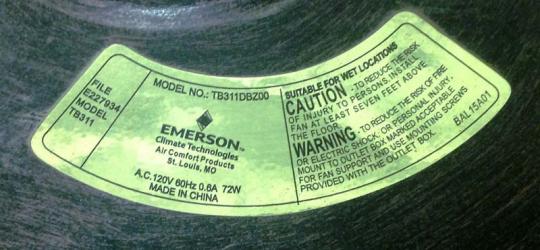 FILE
E227934
MODEL
TB311
MODEL NO.: TB311DBZ00
EMERSON
Climate Technologies
Air Comfort Products
St. Louis, MO
A.C.120V 60Hz 0.6A 72W
MADE IN CHINA
SUITABLE FOR WET LOCATIONS
CAUTION - TO REDUCE THE RISK
OF INJURY TO PERSONS, INSTALL
FAN AT LEAST SEVEN FEET ABOVE
THE FLOOR.
WARNING - TO REDUCE THE RISK OF FIRE
OR ELECTRIC SHOCK, OR PERSONAL INJURY,
MOUNT TO OUTLET BOX MARKED ACCEPTABLE
FOR FAN SUPPORT AND USE MOUNTING SCREWS
PROVIDED WITH THE OUTLET BOX.
BAL15A01